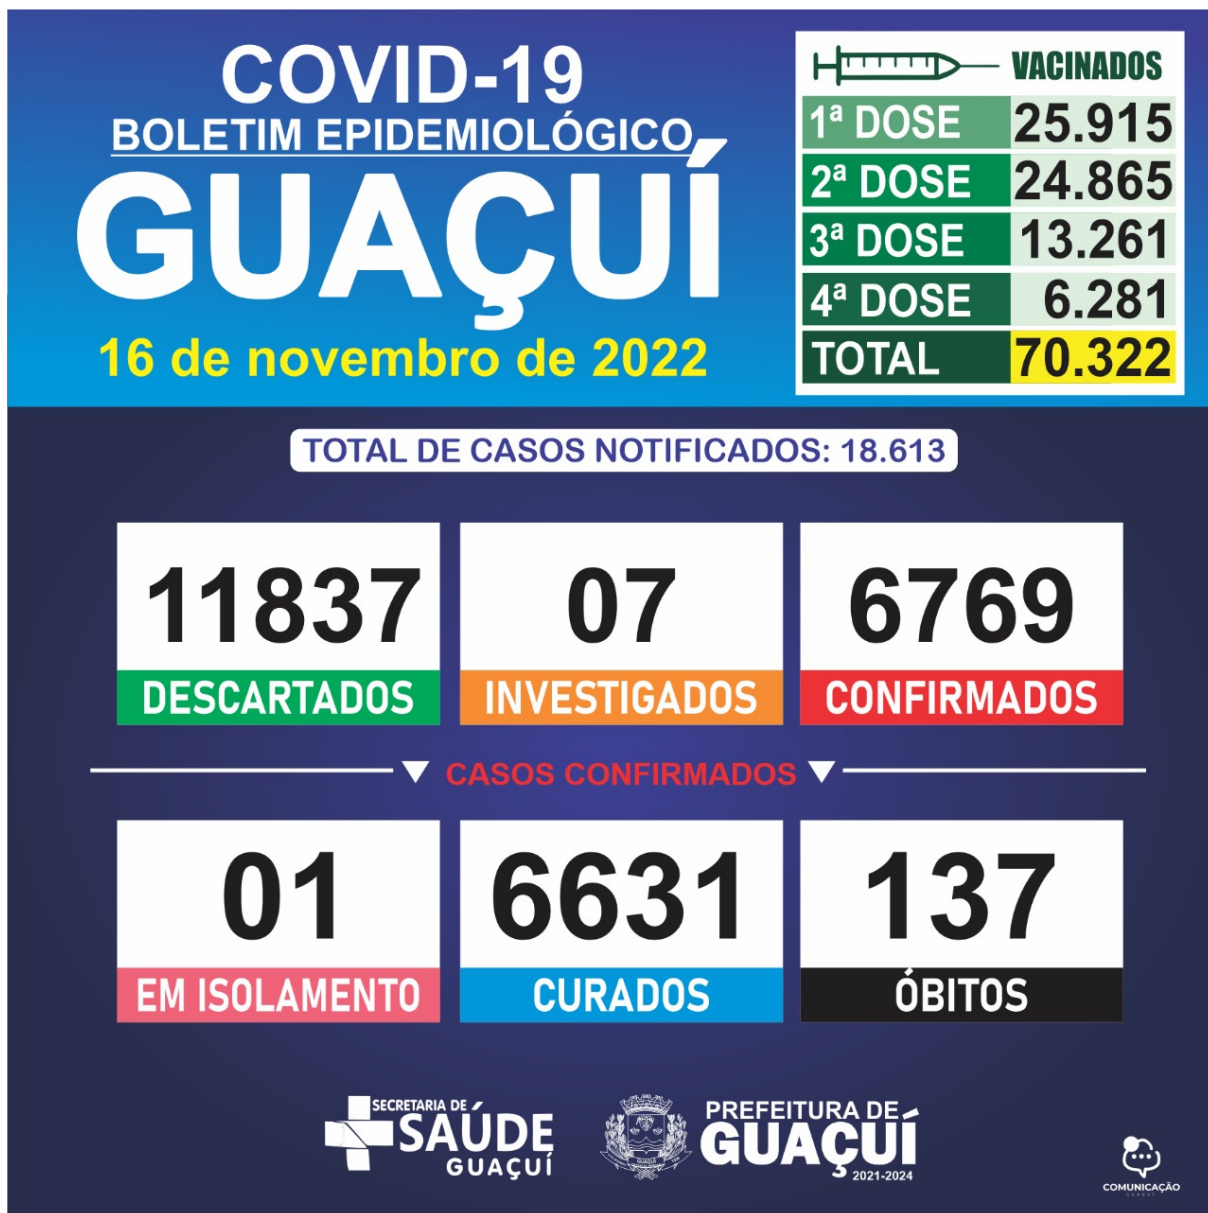 COVID-19
BOLETIM EPIDEMIOLÓGICO
GUAÇUÍ
16 de novembro de 2022
VACINADOS
1ª DOSE 25.915
2ª DOSE 24.865
3ª DOSE 13.261
4ª DOSE 6.281
TOTAL 70.322
TOTAL DE CASOS NOTIFICADOS: 18.613
11837 07 6769
DESCARTADOS INVESTIGADOS CONFIRMADOS
CASOS CONFIRMADOS
01 6631 137
EM ISOLAMENTO CURADOS ÓBITOS
SECRETARIA DE
SAÚDE
GUAÇUÍ
PREFEITURA DE
GUAÇUÍ
2021-2024
COMUNICAÇÃO
GUAÇUÍ